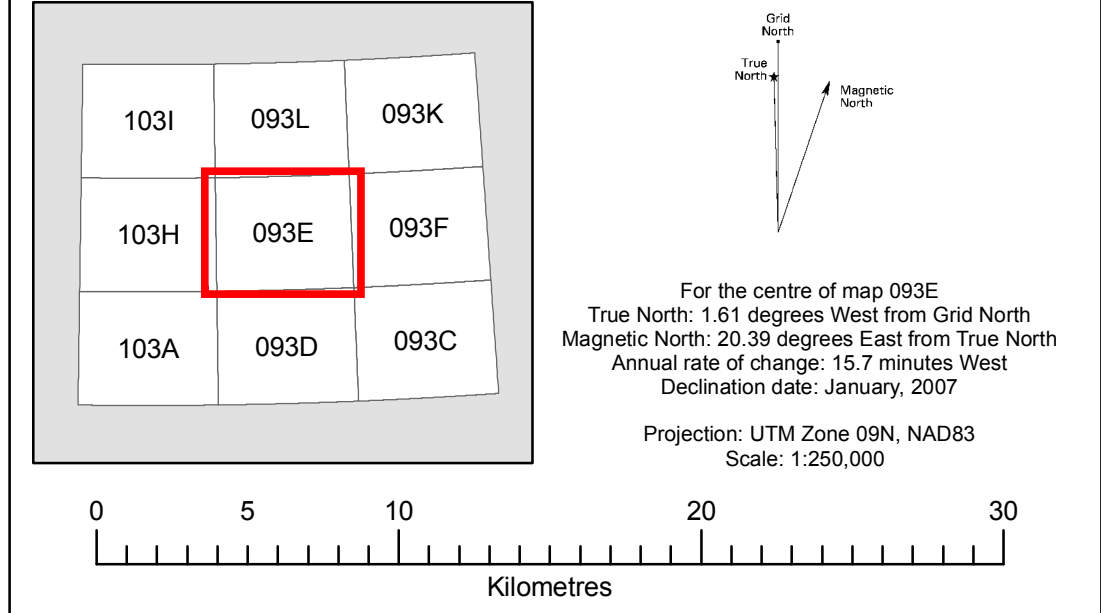 103I 093L 093K
103H 093E 093F
103A 093D 093C
Grid
North
True
North
Magnetic
North
For the centre of map 093E
True North: 1.61 degrees West from Grid North
Magnetic North: 20.39 degrees East from True North
Annual rate of change: 15.7 minutes West
Declination date: January, 2007
Projection: UTM Zone 09N, NAD83
Scale: 1:250,000
0 5 10 20 30
Kilometres